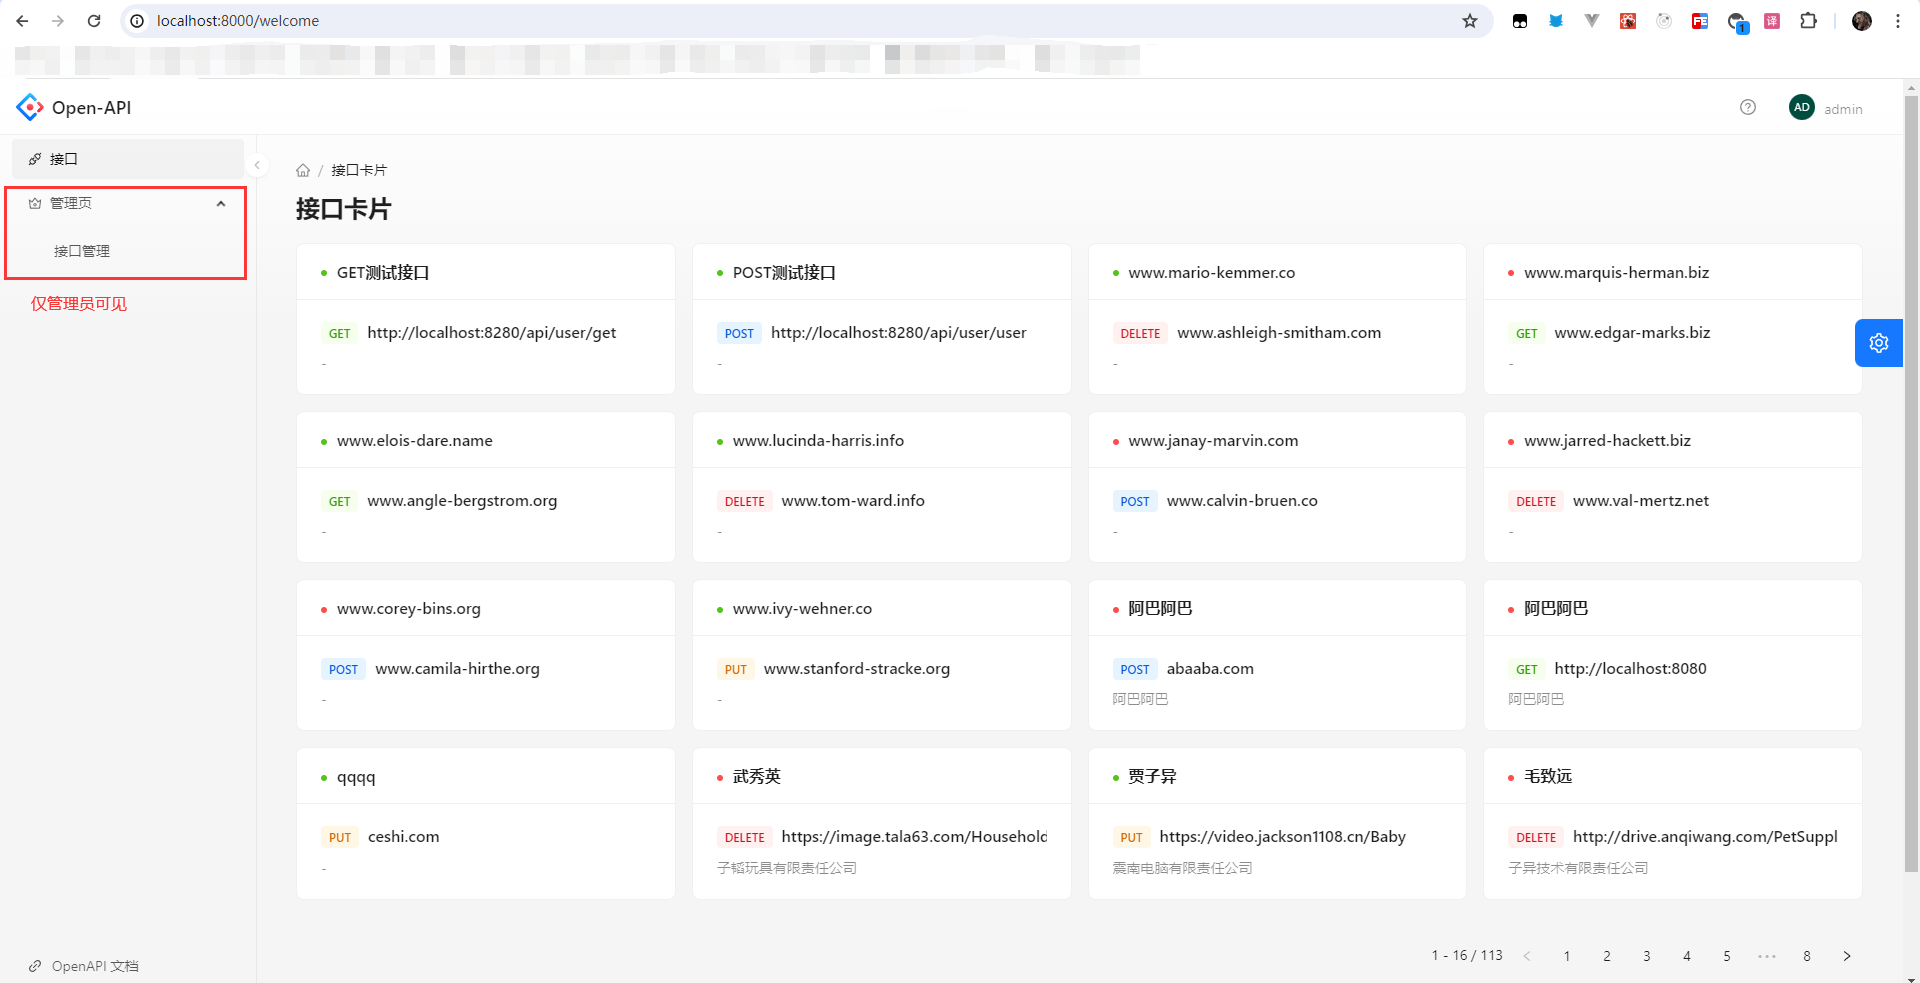 localhost:8000/welcome
FE
1
译
Open-API
AD
admin
接口
管理页
接口管理
仅管理员可见
OpenAPI 文档
/ 接口卡片
接口卡片
GET测试接口
GET http://localhost:8280/api/user/get
-
POST测试接口
POST http://localhost:8280/api/user/user
-
www.mario-kemmer.co
DELETE www.ashleigh-smitham.com
-
www.marquis-herman.biz
GET www.edgar-marks.biz
-
www.elois-dare.name
GET www.angle-bergstrom.org
-
www.lucinda-harris.info
DELETE www.tom-ward.info
-
www.janay-marvin.com
POST www.calvin-bruen.co
-
www.jarred-hackett.biz
DELETE www.val-mertz.net
-
www.corey-bins.org
POST www.camila-hirthe.org
-
www.ivy-wehner.co
PUT www.stanford-stracke.org
-
阿巴阿巴
POST abaaba.com
阿巴阿巴
阿巴阿巴
GET http://localhost:8080
阿巴阿巴
qqqq
PUT ceshi.com
-
武秀英
DELETE https://image.tala63.com/Household
子韬玩具有限责任公司
贾子异
PUT https://video.jackson1108.cn/Baby
震南电脑有限责任公司
毛致远
DELETE http://drive.anqiwang.com/PetSuppl
子异技术有限责任公司
1 - 16 / 113 < 1 2 3 4 5 ••• 8 >